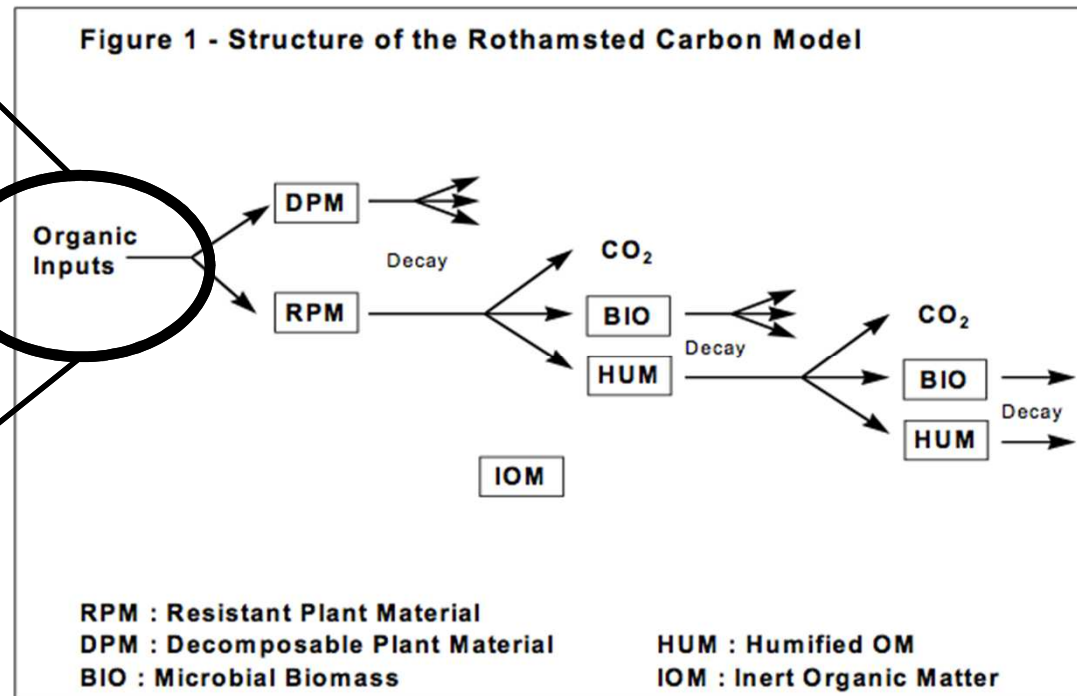 Figure 1 - Structure of the Rothamsted Carbon Model
Organic
Inputs
DPM
RPM
Decay
CO₂
BIO
HUM
Decay
CO₂
BIO
HUM
Decay
IOM
RPM : Resistant Plant Material
DPM : Decomposable Plant Material
BIO : Microbial Biomass
HUM : Humified OM
IOM : Inert Organic Matter